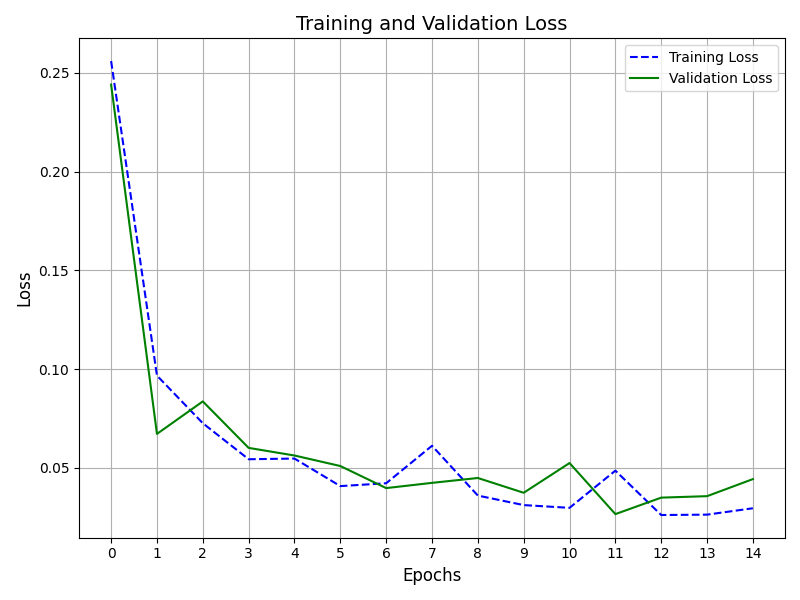 Training and Validation Loss
Training Loss
Validation Loss
0.25
0.20
0.15
0.10
0.05
Loss
0 1 2 3 4 5 6 7 8 9 10 11 12 13 14
Epochs